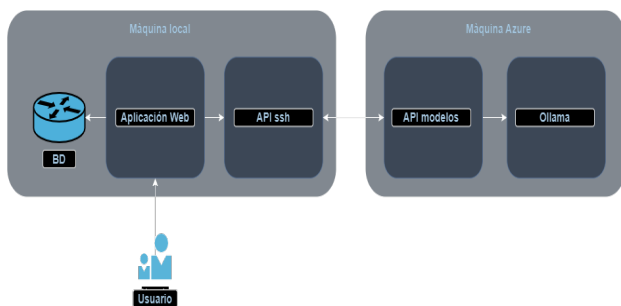 Máquina local
Máquina Azure
Aplicación Web
API ssh
API modelos
Ollama
BD
Usuario